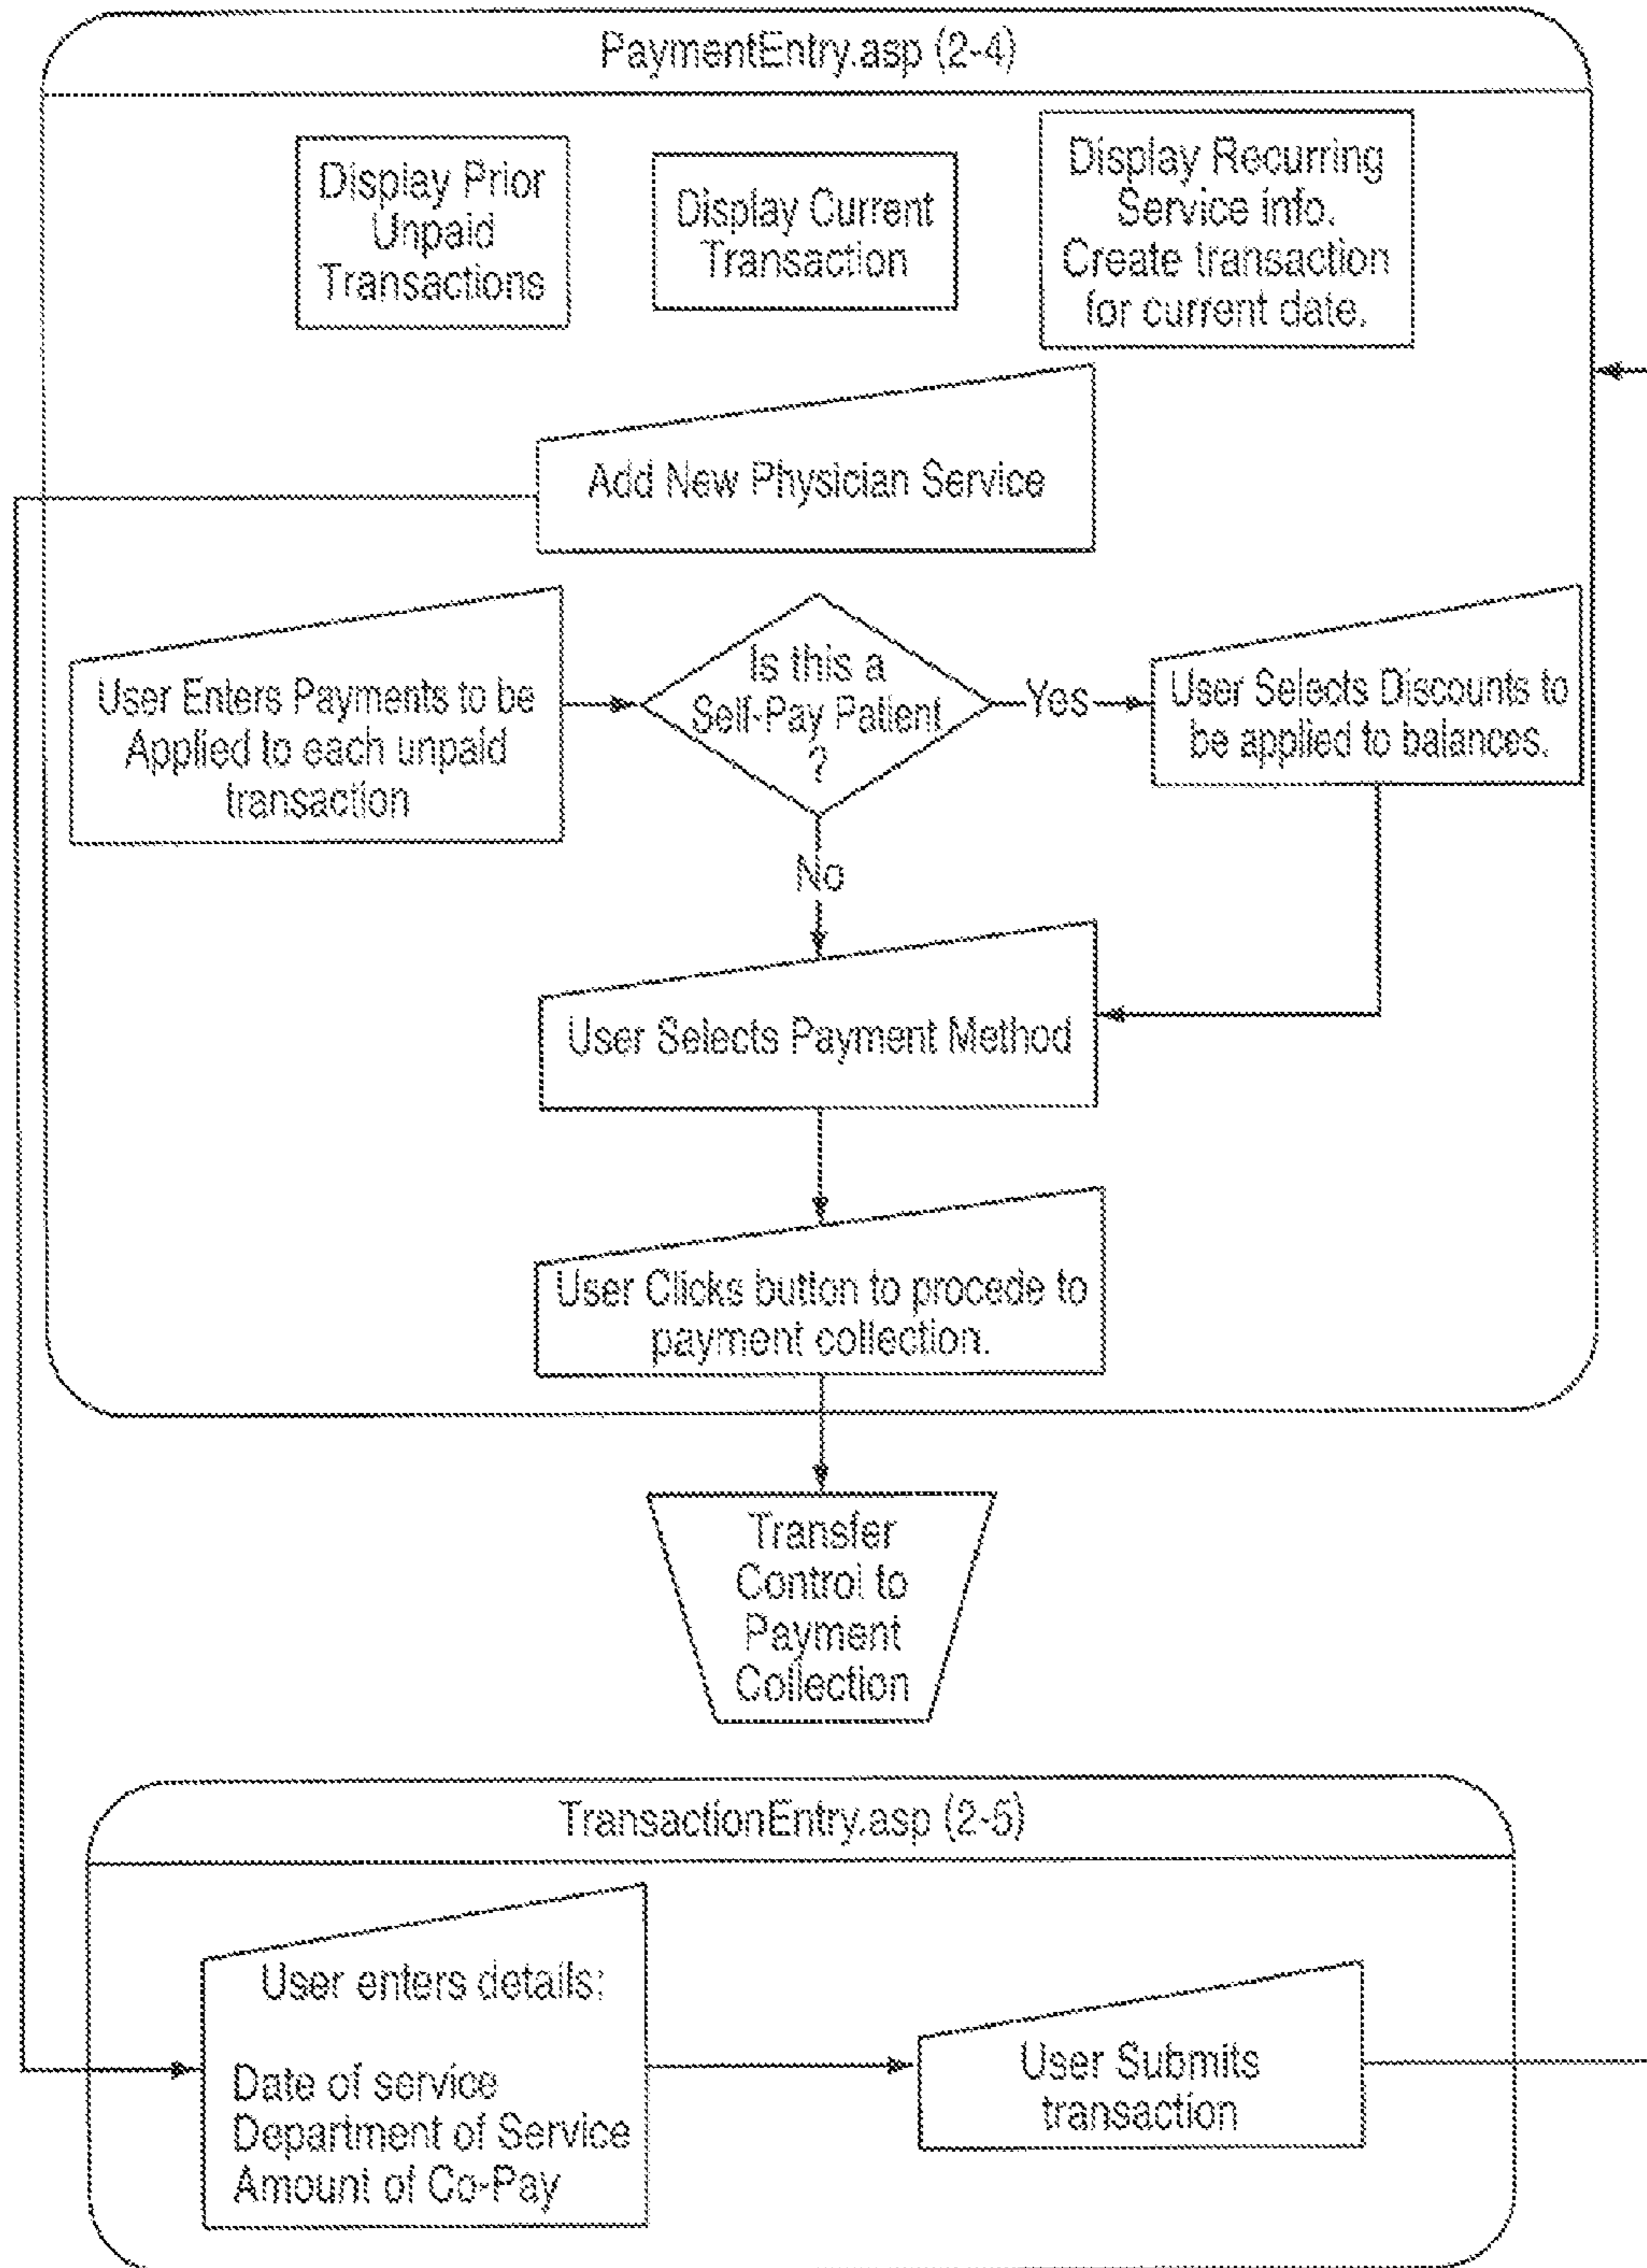 PaymentEntry.asp (2-4)
Display Prior
Unpaid
Transactions
Display Current
Transaction
Display Recurring
Service info.
Create transaction
for current date.
Add New Physician Service
User Enters Payments to be
Applied to each unpaid
transaction
Is this a
Self-Pay Patient
?
Yes
User Selects Discounts to
be applied to balances.
No
User Selects Payment Method
User Clicks button to procede to
payment collection.
Transfer
Control to
Payment
Collection
TransactionEntry.asp (2-5)
User enters details:
Date of service
Department of Service
Amount of Co-Pay
User Submits
transaction